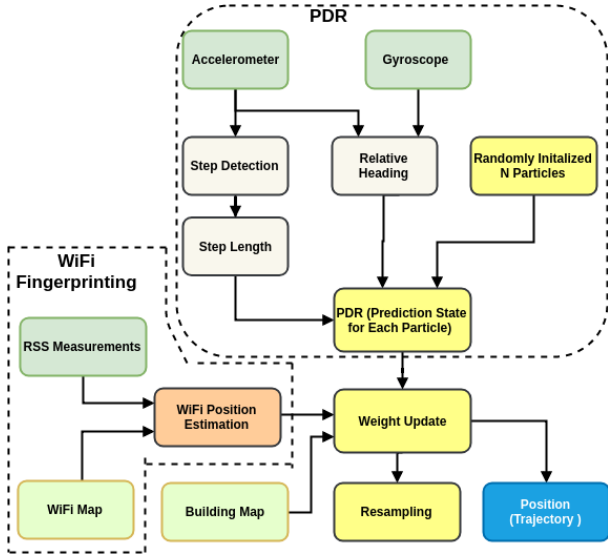 PDR
Accelerometer
Gyroscope
Step Detection
Relative
Heading
Randomly Initalized
N Particles
Step Length
WiFi
Fingerprinting
PDR (Prediction State
for Each Particle)
RSS Measurements
WiFi Position
Estimation
Weight Update
WiFi Map
Building Map
Resampling
Position
(Trajectory )